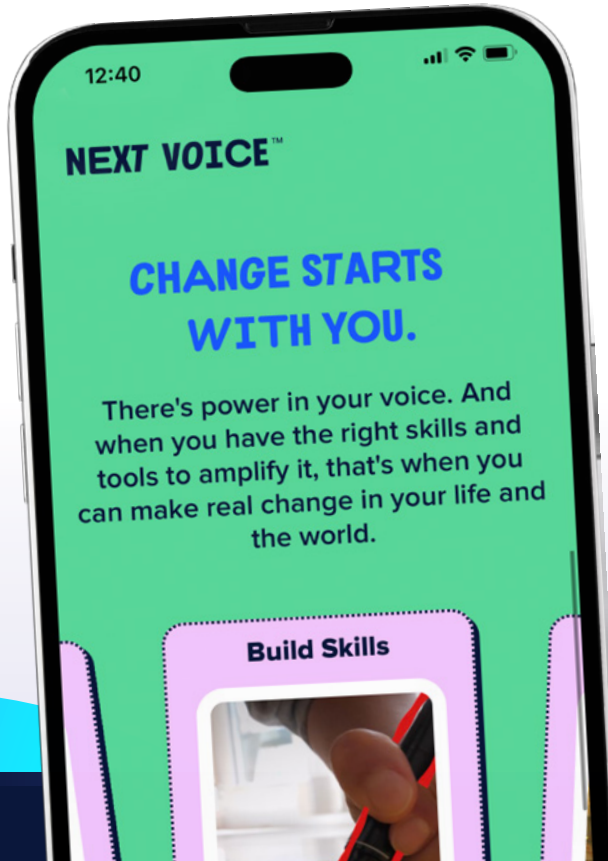 12:40
NEXT VOICE™
CHANGE STARTS
WITH YOU.
There's power in your voice. And
when you have the right skills and
tools to amplify it, that's when you
can make real change in your life and
the world.
Build Skills